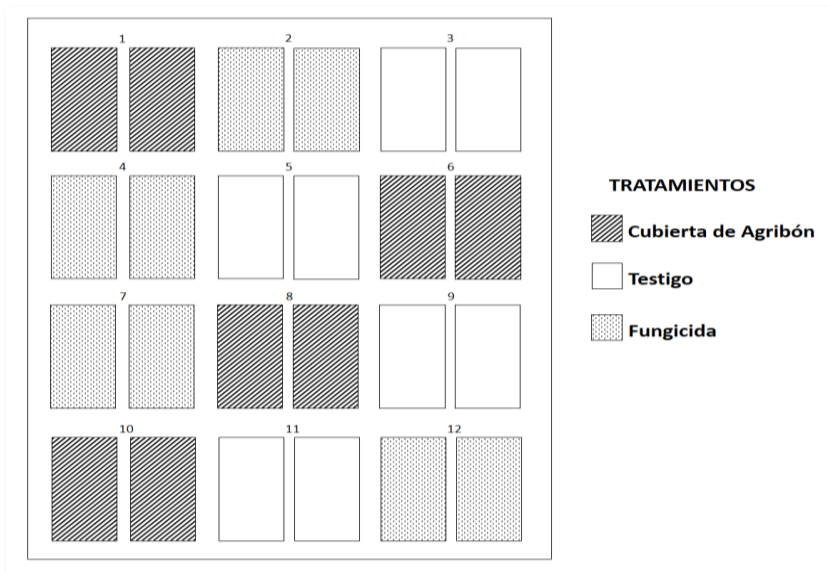 1 2 3
4 5 6
7 8 9
10 11 12
TRATAMIENTOS
Cubierta de Agribón
Testigo
Fungicida